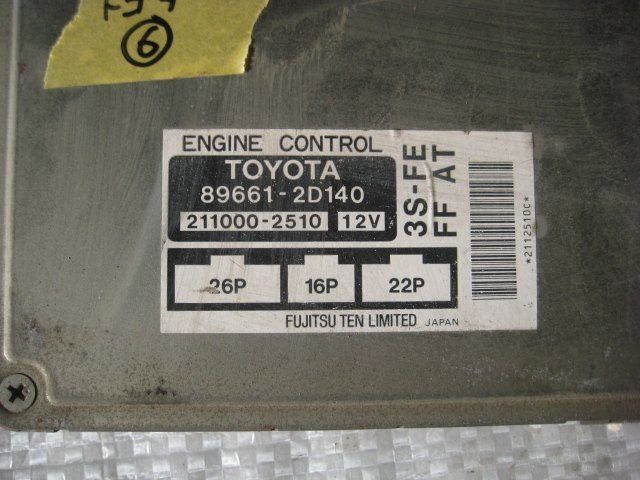 6
ENGINE CONTROL
TOYOTA
89661-2D140
211000-2510 12V
3S-FE
FF AT
*2112510C*
26P 16P 22P
FUJITSU TEN LIMITED JAPAN